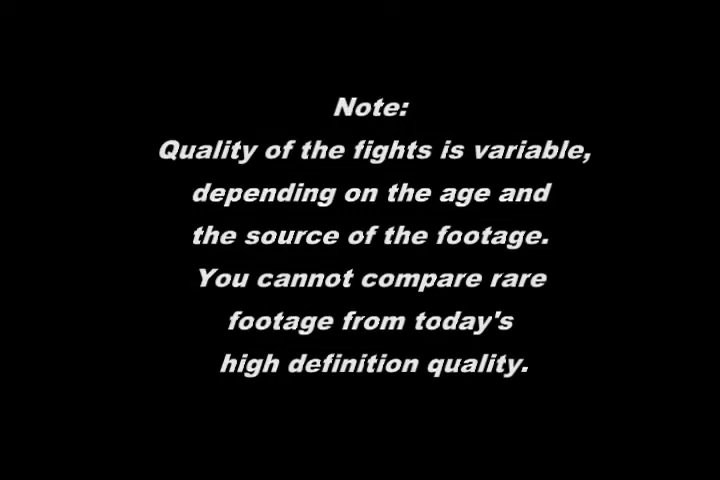 Note:
Quality of the fights is variable,
depending on the age and
the source of the footage.
You cannot compare rare
footage from today's
high definition quality.